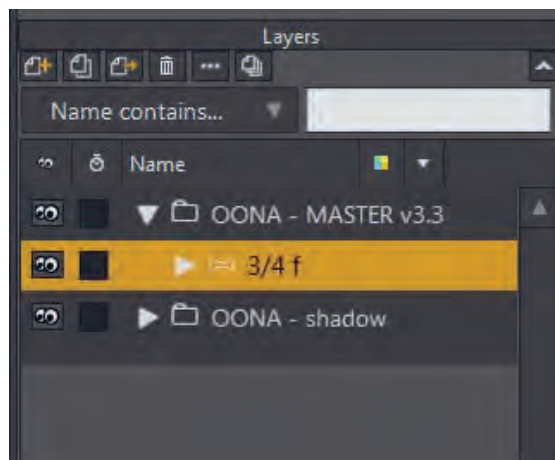 Layers
Name contains...
Name
OONA - MASTER v3.3
3/4 f
OONA - shadow